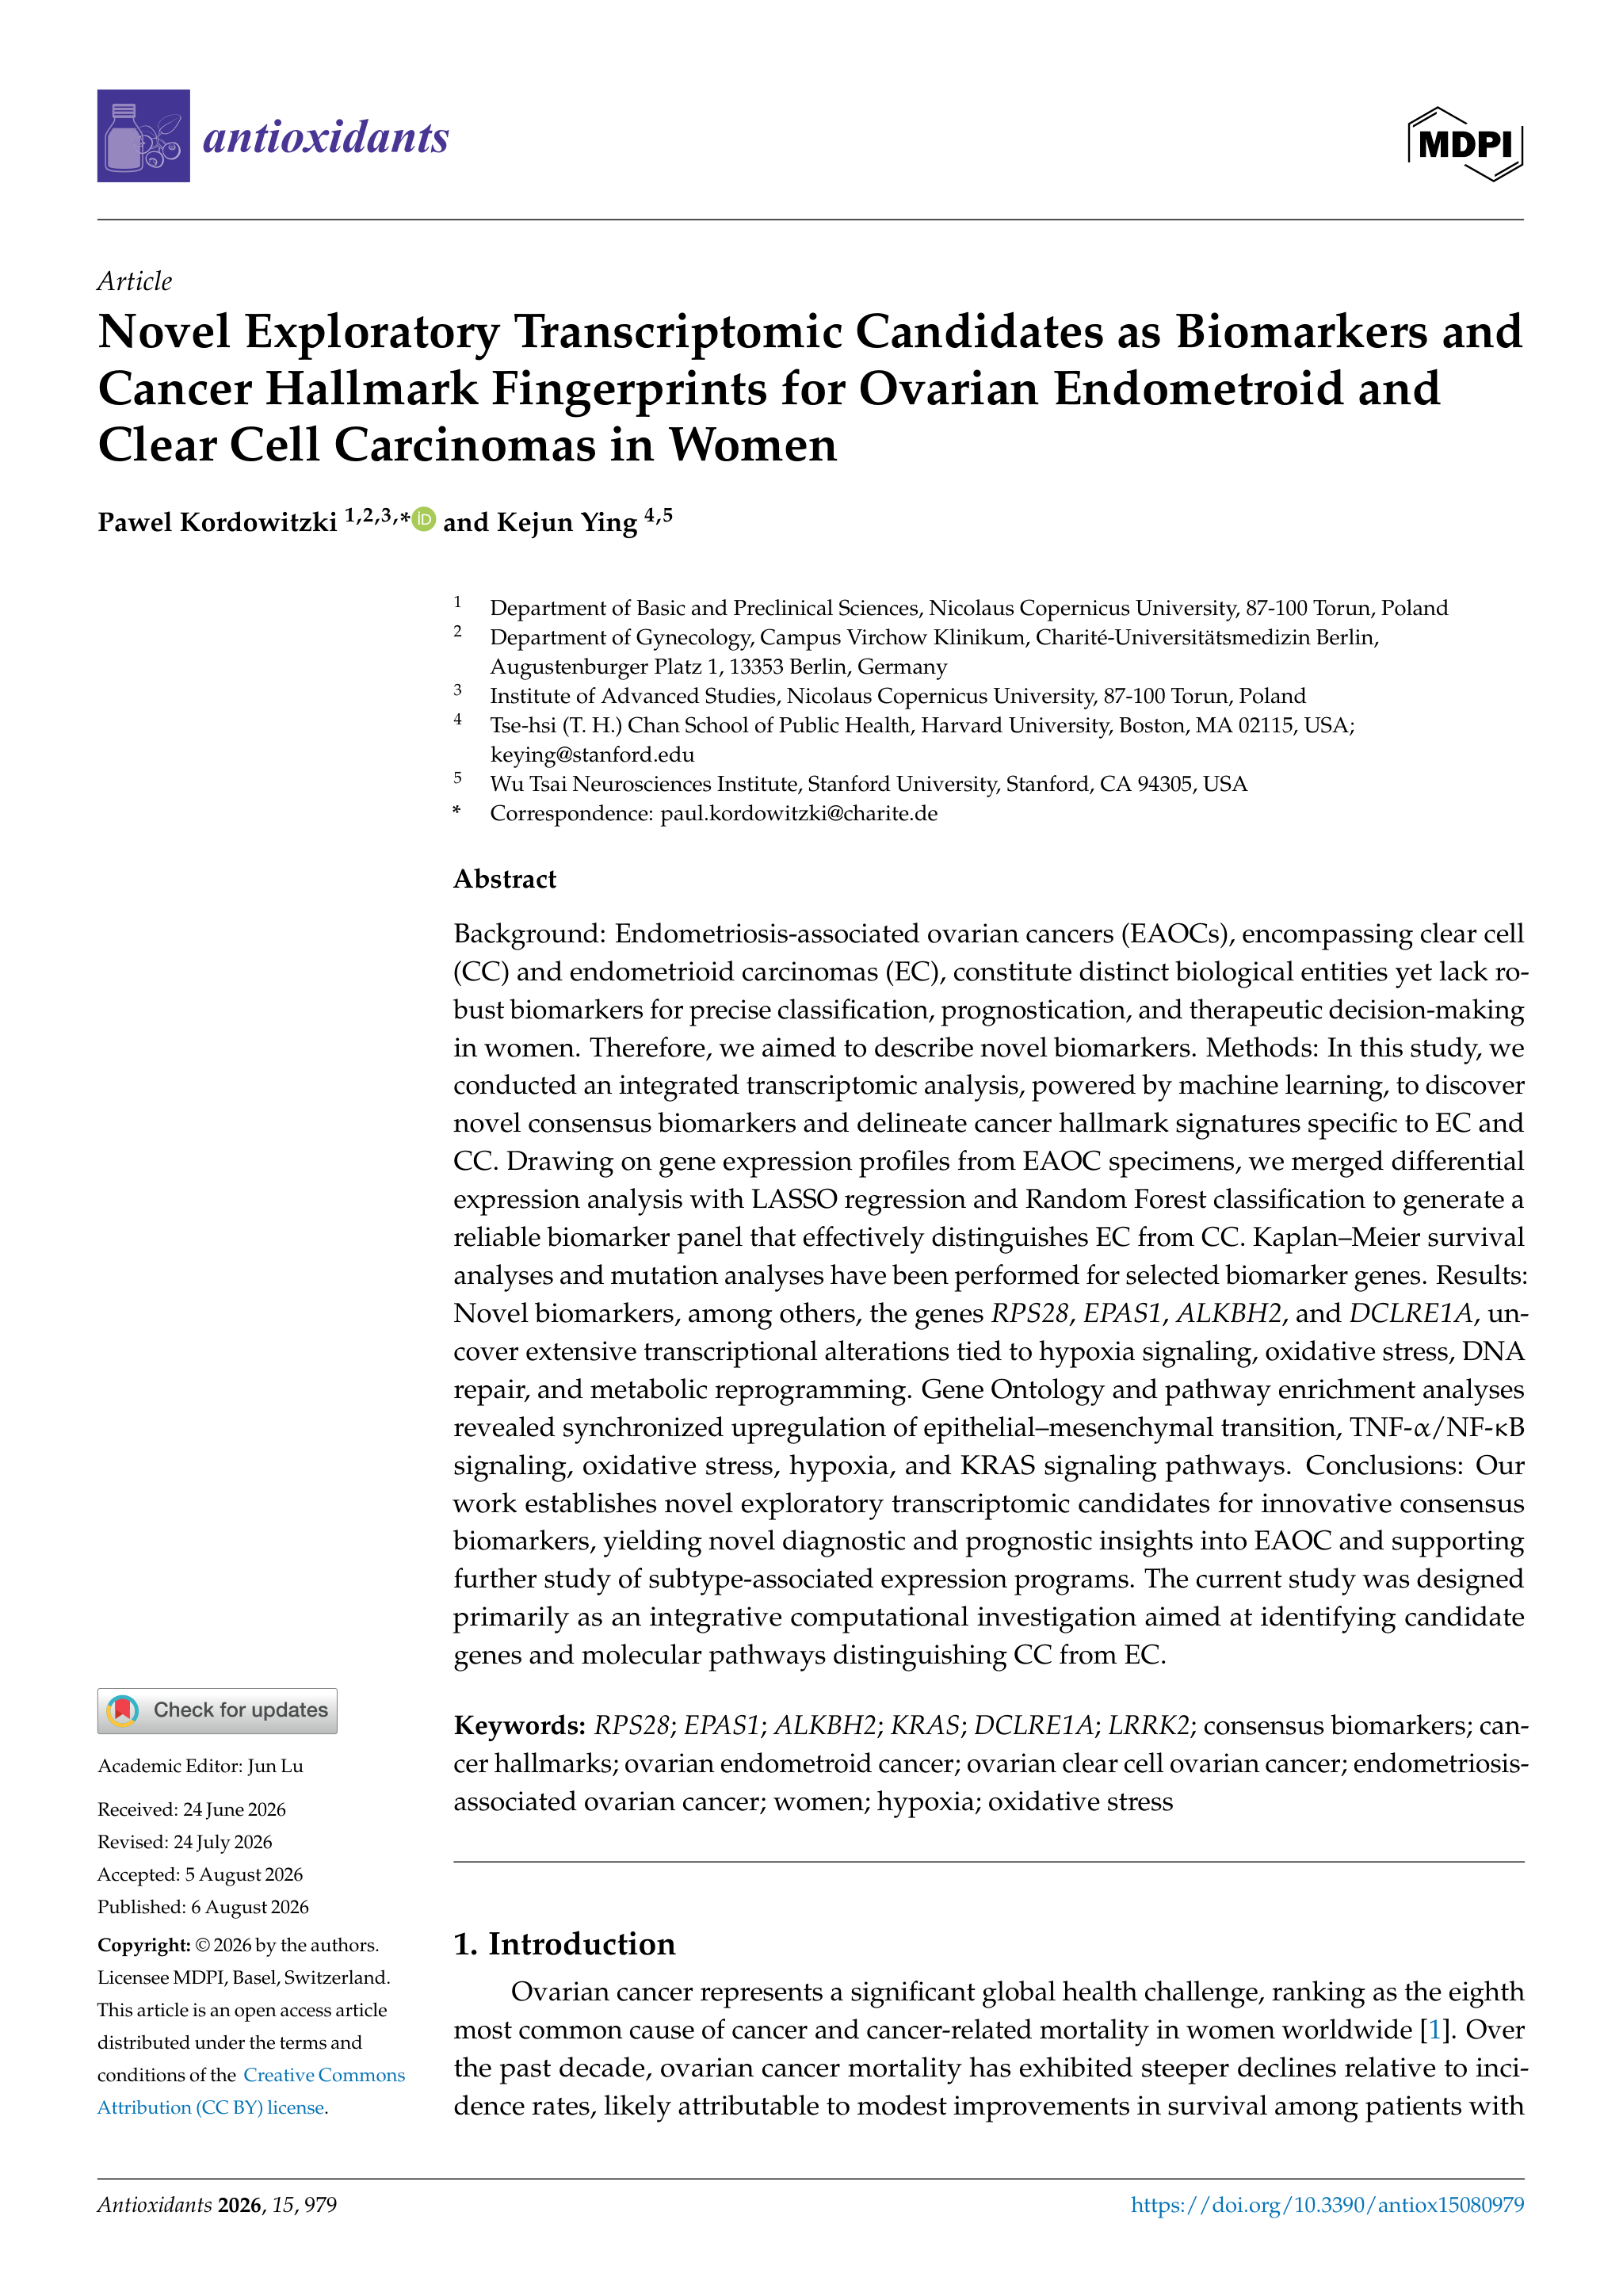 antioxidants
MDPI
Article
Novel Exploratory Transcriptomic Candidates as Biomarkers and
Cancer Hallmark Fingerprints for Ovarian Endometroid and
Clear Cell Carcinomas in Women
Pawel Kordowitzki 1,2,3,* iD and Kejun Ying 4,5
1 Department of Basic and Preclinical Sciences, Nicolaus Copernicus University, 87-100 Torun, Poland
2 Department of Gynecology, Campus Virchow Klinikum, Charité-Universitätsmedizin Berlin,
Augustenburger Platz 1, 13353 Berlin, Germany
3 Institute of Advanced Studies, Nicolaus Copernicus University, 87-100 Torun, Poland
4 Tse-hsi (T. H.) Chan School of Public Health, Harvard University, Boston, MA 02115, USA;
keying@stanford.edu
5 Wu Tsai Neurosciences Institute, Stanford University, Stanford, CA 94305, USA
* Correspondence: paul.kordowitzki@charite.de
Abstract
Background: Endometriosis-associated ovarian cancers (EAOCs), encompassing clear cell
(CC) and endometrioid carcinomas (EC), constitute distinct biological entities yet lack ro-
bust biomarkers for precise classification, prognostication, and therapeutic decision-making
in women. Therefore, we aimed to describe novel biomarkers. Methods: In this study, we
conducted an integrated transcriptomic analysis, powered by machine learning, to discover
novel consensus biomarkers and delineate cancer hallmark signatures specific to EC and
CC. Drawing on gene expression profiles from EAOC specimens, we merged differential
expression analysis with LASSO regression and Random Forest classification to generate a
reliable biomarker panel that effectively distinguishes EC from CC. Kaplan–Meier survival
analyses and mutation analyses have been performed for selected biomarker genes. Results:
Novel biomarkers, among others, the genes RPS28, EPAS1, ALKBH2, and DCLRE1A, un-
cover extensive transcriptional alterations tied to hypoxia signaling, oxidative stress, DNA
repair, and metabolic reprogramming. Gene Ontology and pathway enrichment analyses
revealed synchronized upregulation of epithelial–mesenchymal transition, TNF-α/NF-κB
signaling, oxidative stress, hypoxia, and KRAS signaling pathways. Conclusions: Our
work establishes novel exploratory transcriptomic candidates for innovative consensus
biomarkers, yielding novel diagnostic and prognostic insights into EAOC and supporting
further study of subtype-associated expression programs. The current study was designed
primarily as an integrative computational investigation aimed at identifying candidate
genes and molecular pathways distinguishing CC from EC.
Keywords: RPS28; EPAS1; ALKBH2; KRAS; DCLRE1A; LRRK2; consensus biomarkers; can-
cer hallmarks; ovarian endometroid cancer; ovarian clear cell ovarian cancer; endometriosis-
associated ovarian cancer; women; hypoxia; oxidative stress
Check for updates
Academic Editor: Jun Lu
Received: 24 June 2026
Revised: 24 July 2026
Accepted: 5 August 2026
Published: 6 August 2026
Copyright: © 2026 by the authors.
Licensee MDPI, Basel, Switzerland.
This article is an open access article
distributed under the terms and
conditions of the Creative Commons
Attribution (CC BY) license.
1. Introduction
Ovarian cancer represents a significant global health challenge, ranking as the eighth
most common cause of cancer and cancer-related mortality in women worldwide [1]. Over
the past decade, ovarian cancer mortality has exhibited steeper declines relative to inci-
dence rates, likely attributable to modest improvements in survival among patients with
Antioxidants 2026, 15, 979
https://doi.org/10.3390/antiox15080979